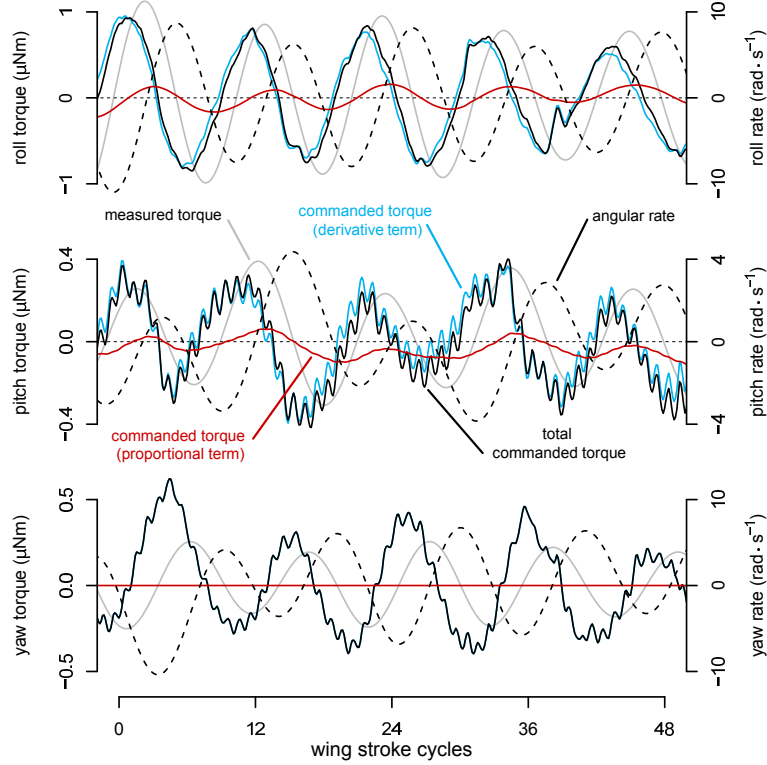 1
0
−1
roll torque (μNm)
10
0
−10
roll rate (rad· s⁻¹)
measured torque
commanded torque
(derivative term)
angular rate
0.4
0.0
−0.4
pitch torque (μNm)
4
0
−4
pitch rate (rad· s⁻¹)
commanded torque
(proportional term)
total
commanded torque
0.5
0.0
−0.5
yaw torque (μNm)
10
0
−10
yaw rate (rad· s⁻¹)
0 12 24 36 48
wing stroke cycles